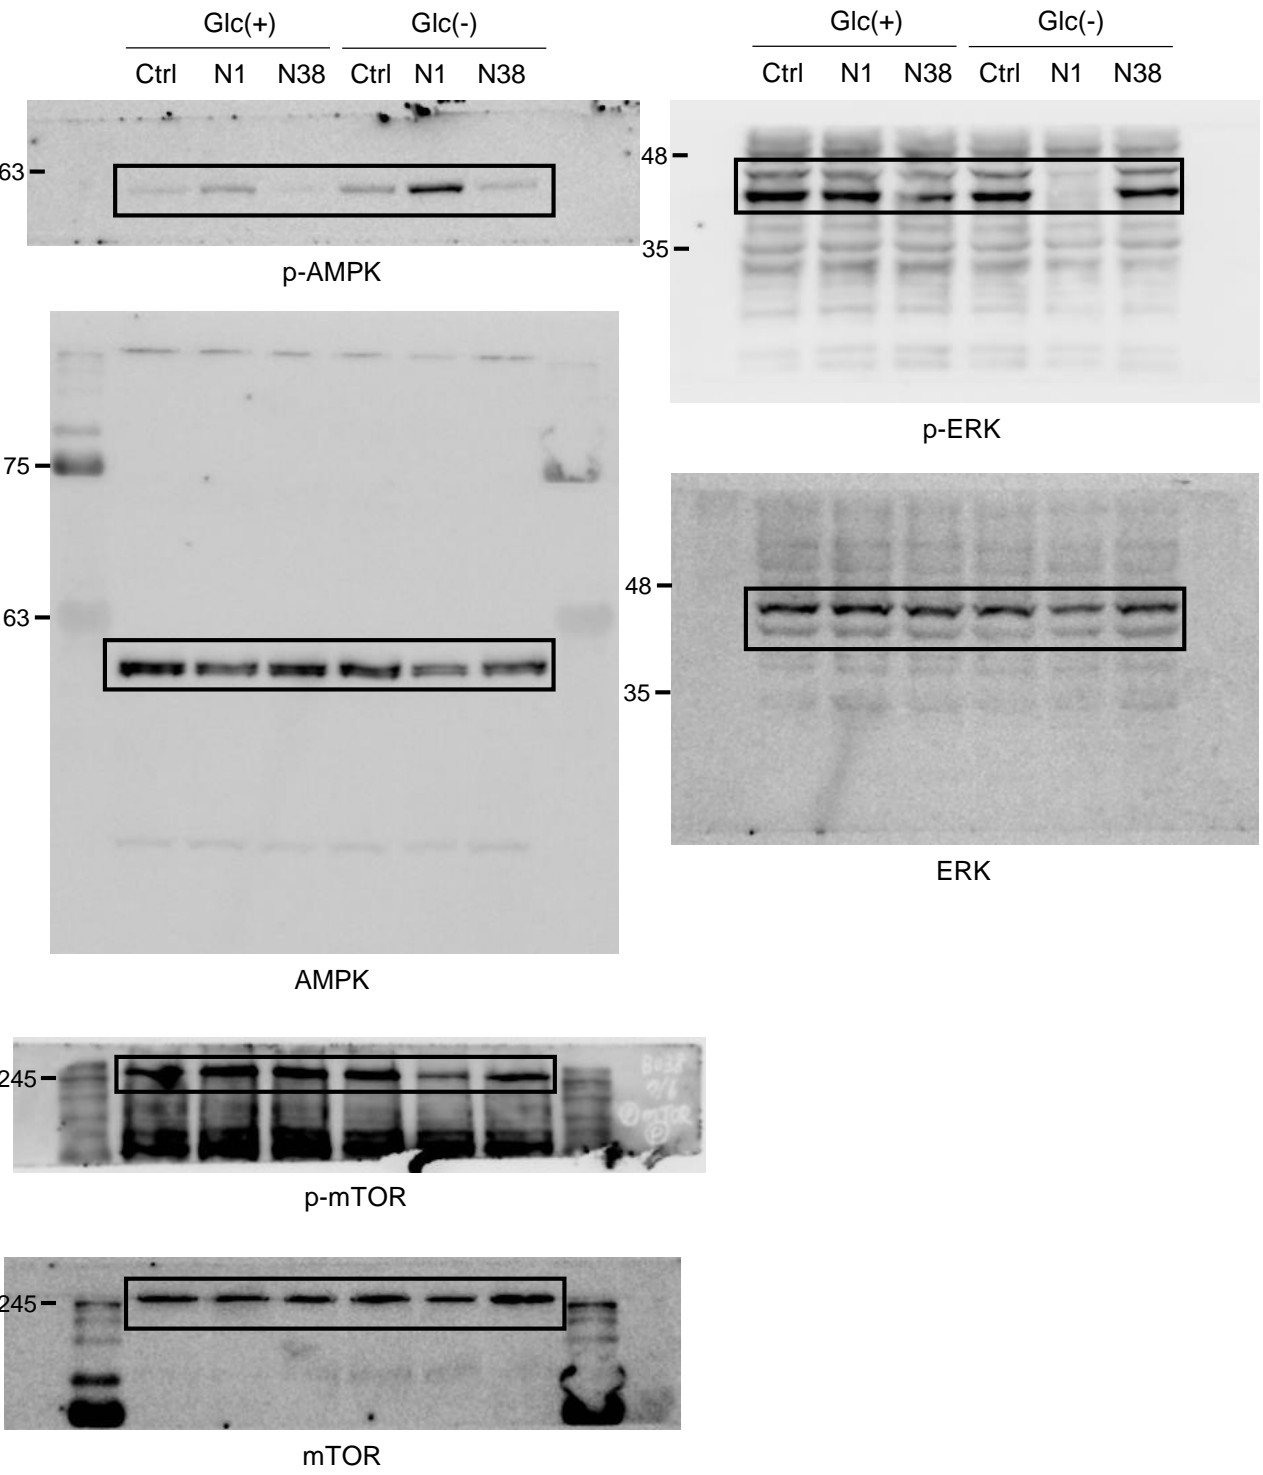 Glc(+) Glc(-)
Ctrl N1 N38 Ctrl N1 N38
63
p-AMPK
75
63
AMPK
245
p-mTOR
245
mTOR
Glc(+) Glc(-)
Ctrl N1 N38 Ctrl N1 N38
48
35
p-ERK
48
35
ERK